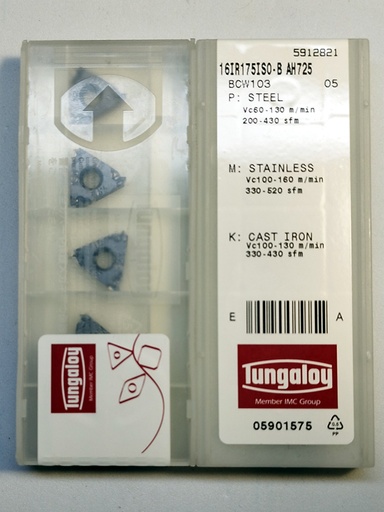 5912821
16IR175ISO-B AH725
BCW103 05
P: STEEL
Vc60-130 m/min
200-430 sfm
M: STAINLESS
Vc100-160 m/min
330-520 sfm
K: CAST IRON
Vc100-130 m/min
330-430 sfm
E A
Tungaloy
Member IMC Group
05901575
PP
Tungaloy
Member IMC Group